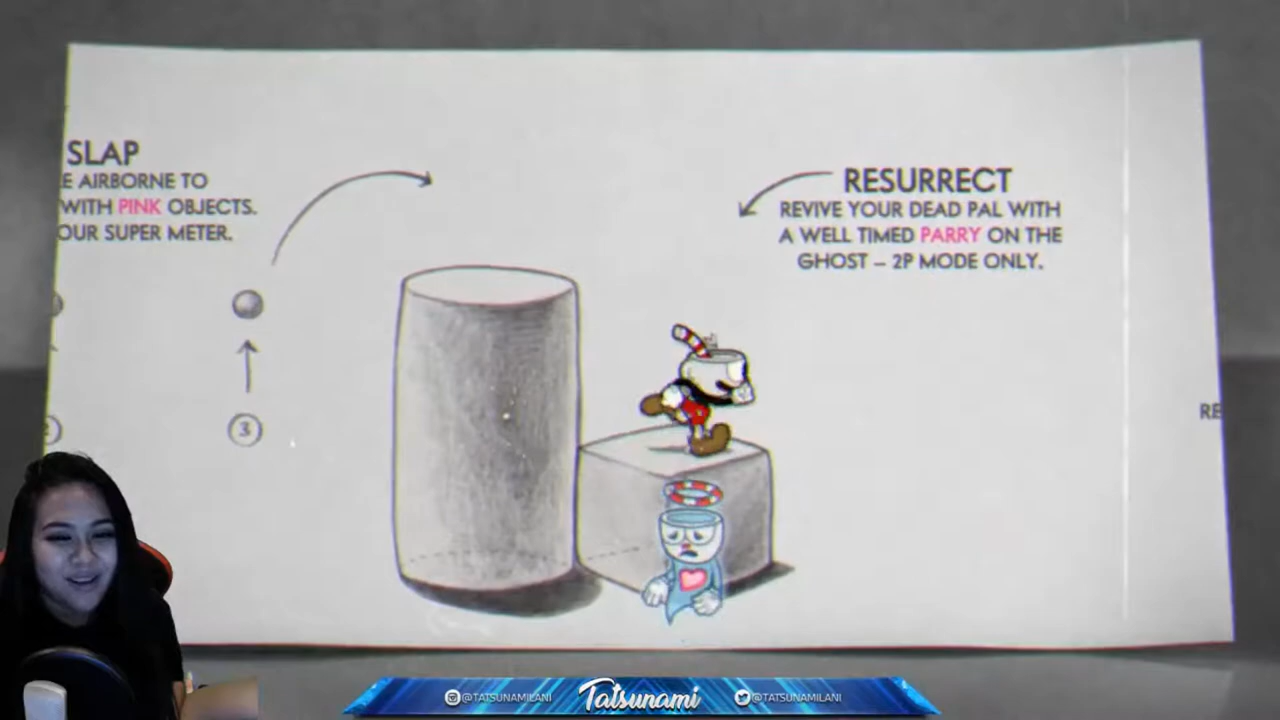 SLAP
E AIRBORNE TO
WITH PINK OBJECTS.
OUR SUPER METER.
3
RESURRECT
REVIVE YOUR DEAD PAL WITH
A WELL TIMED PARRY ON THE
GHOST – 2P MODE ONLY.
RE
@TATSUNAMILANI
Tatsunami
@TATSUNAMILANI